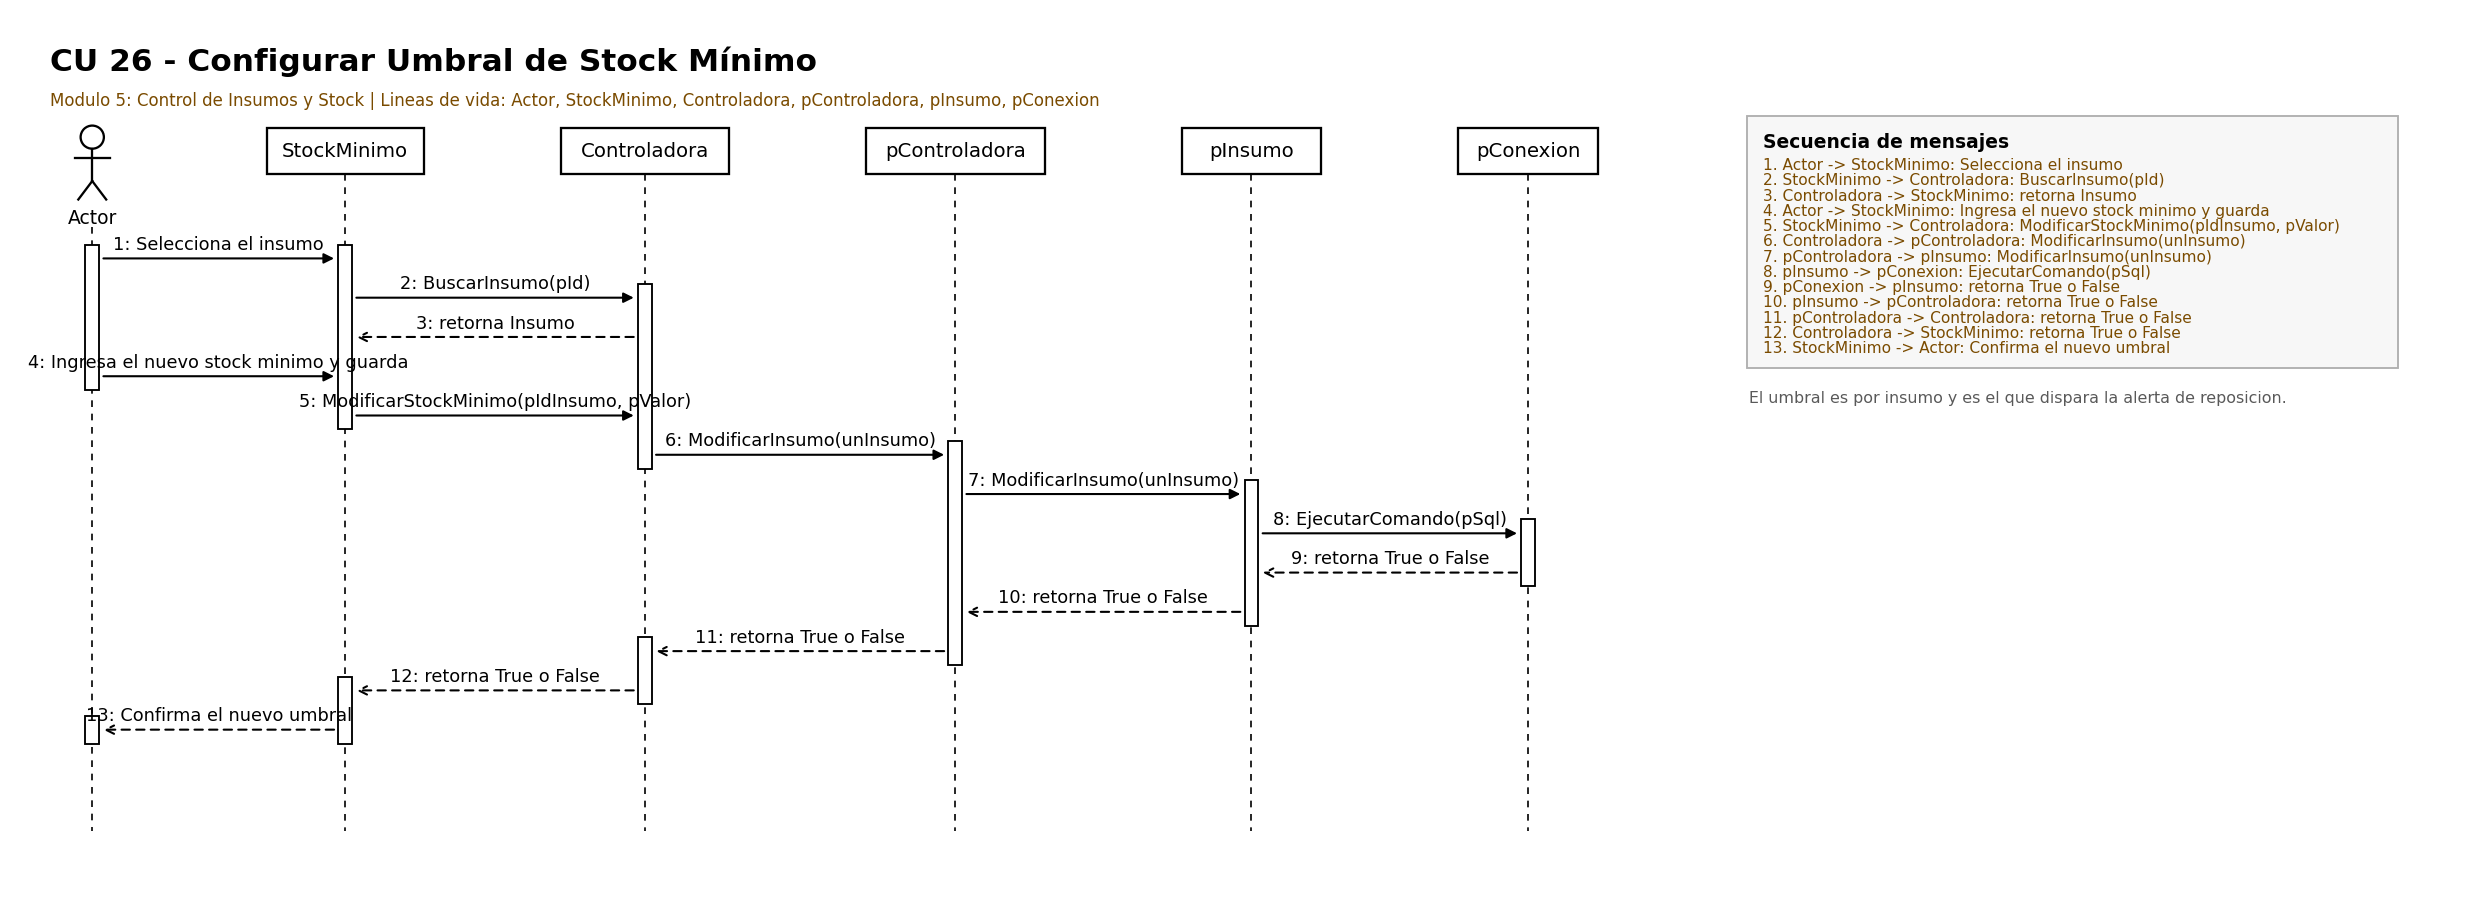 CU 26 - Configurar Umbral de Stock Mínimo
Modulo 5: Control de Insumos y Stock | Lineas de vida: Actor, StockMinimo, Controladora, pControladora, pInsumo, pConexion
Actor
StockMinimo
Controladora
pControladora
pInsumo
pConexion
1: Selecciona el insumo
2: BuscarInsumo(pId)
3: retorna Insumo
4: Ingresa el nuevo stock minimo y guarda
5: ModificarStockMinimo(pIdInsumo, pValor)
6: ModificarInsumo(unInsumo)
7: ModificarInsumo(unInsumo)
8: EjecutarComando(pSql)
9: retorna True o False
10: retorna True o False
11: retorna True o False
12: retorna True o False
13: Confirma el nuevo umbral
Secuencia de mensajes
1. Actor -> StockMinimo: Selecciona el insumo
2. StockMinimo -> Controladora: BuscarInsumo(pId)
3. Controladora -> StockMinimo: retorna Insumo
4. Actor -> StockMinimo: Ingresa el nuevo stock minimo y guarda
5. StockMinimo -> Controladora: ModificarStockMinimo(pIdInsumo, pValor)
6. Controladora -> pControladora: ModificarInsumo(unInsumo)
7. pControladora -> pInsumo: ModificarInsumo(unInsumo)
8. pInsumo -> pConexion: EjecutarComando(pSql)
9. pConexion -> pInsumo: retorna True o False
10. pInsumo -> pControladora: retorna True o False
11. pControladora -> Controladora: retorna True o False
12. Controladora -> StockMinimo: retorna True o False
13. StockMinimo -> Actor: Confirma el nuevo umbral
El umbral es por insumo y es el que dispara la alerta de reposicion.